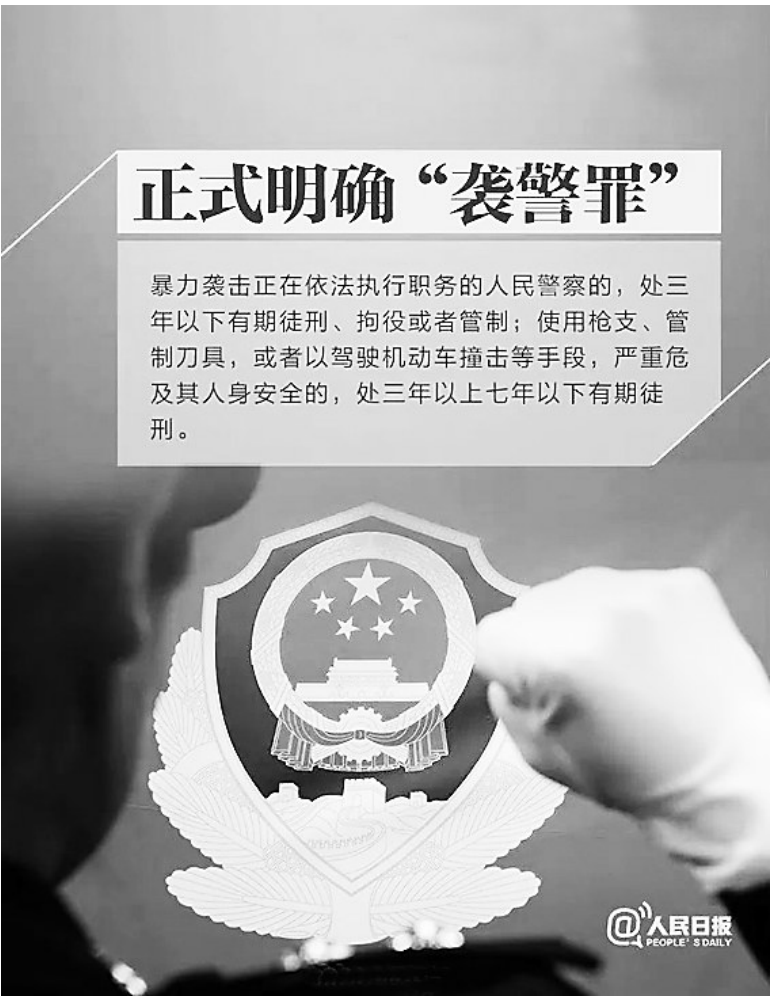 正式明确“袭警罪”
暴力袭击正在依法执行职务的人民警察的，处三
年以下有期徒刑、拘役或者管制；使用枪支、管
制刀具，或者以驾驶机动车撞击等手段，严重危
及其人身安全的，处三年以上七年以下有期徒
刑。
@人民日报
PEOPLE'S DAILY